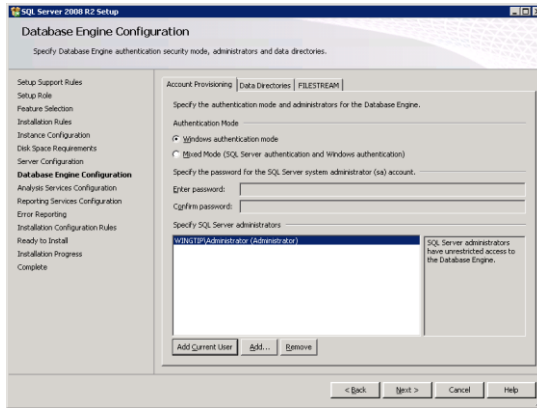 SQL Server 2008 R2 Setup
Database Engine Configuration
Specify Database Engine authentication security mode, administrators and data directories.
Setup Support Rules
Setup Role
Feature Selection
Installation Rules
Instance Configuration
Disk Space Requirements
Server Configuration
Database Engine Configuration
Analysis Services Configuration
Reporting Services Configuration
Error Reporting
Installation Configuration Rules
Ready to Install
Installation Progress
Complete
Account Provisioning Data Directories FILESTREAM
Specify the authentication mode and administrators for the Database Engine.
Authentication Mode
Windows authentication mode
Mixed Mode (SQL Server authentication and Windows authentication)
Specify the password for the SQL Server system administrator (sa) account.
Enter password:
Confirm password:
Specify SQL Server administrators
WINGTIP\Administrator (Administrator)
SQL Server administrators
have unrestricted access to
the Database Engine.
Add Current User Add... Remove
< Back Next > Cancel Help